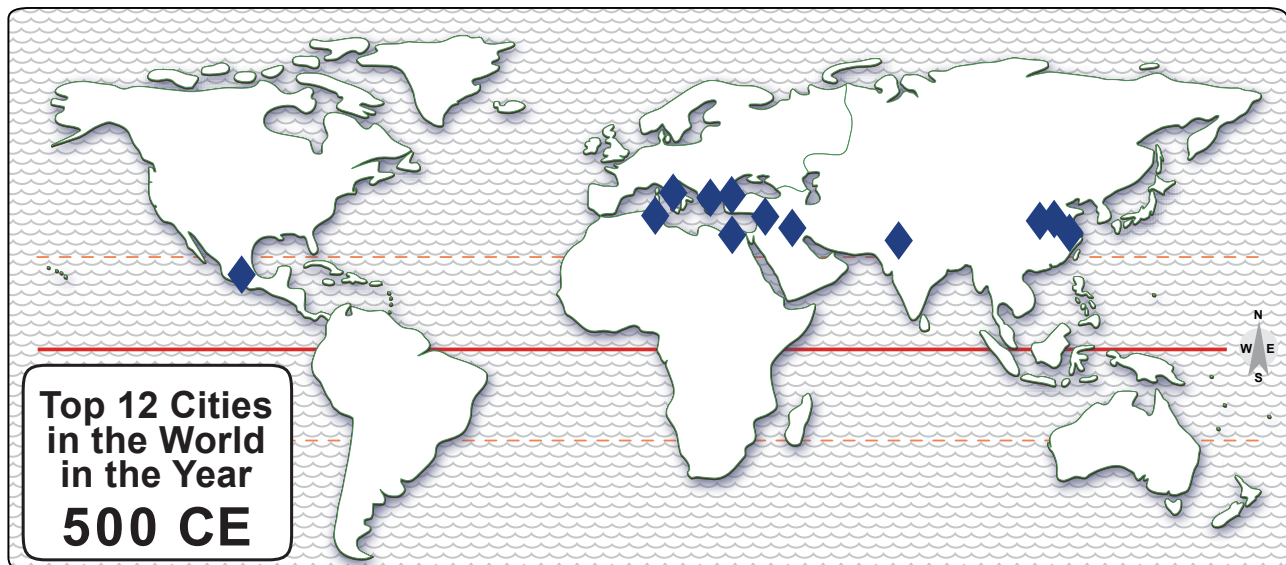 Top 12 Cities
in the World
in the Year
500 CE
N
W E
S